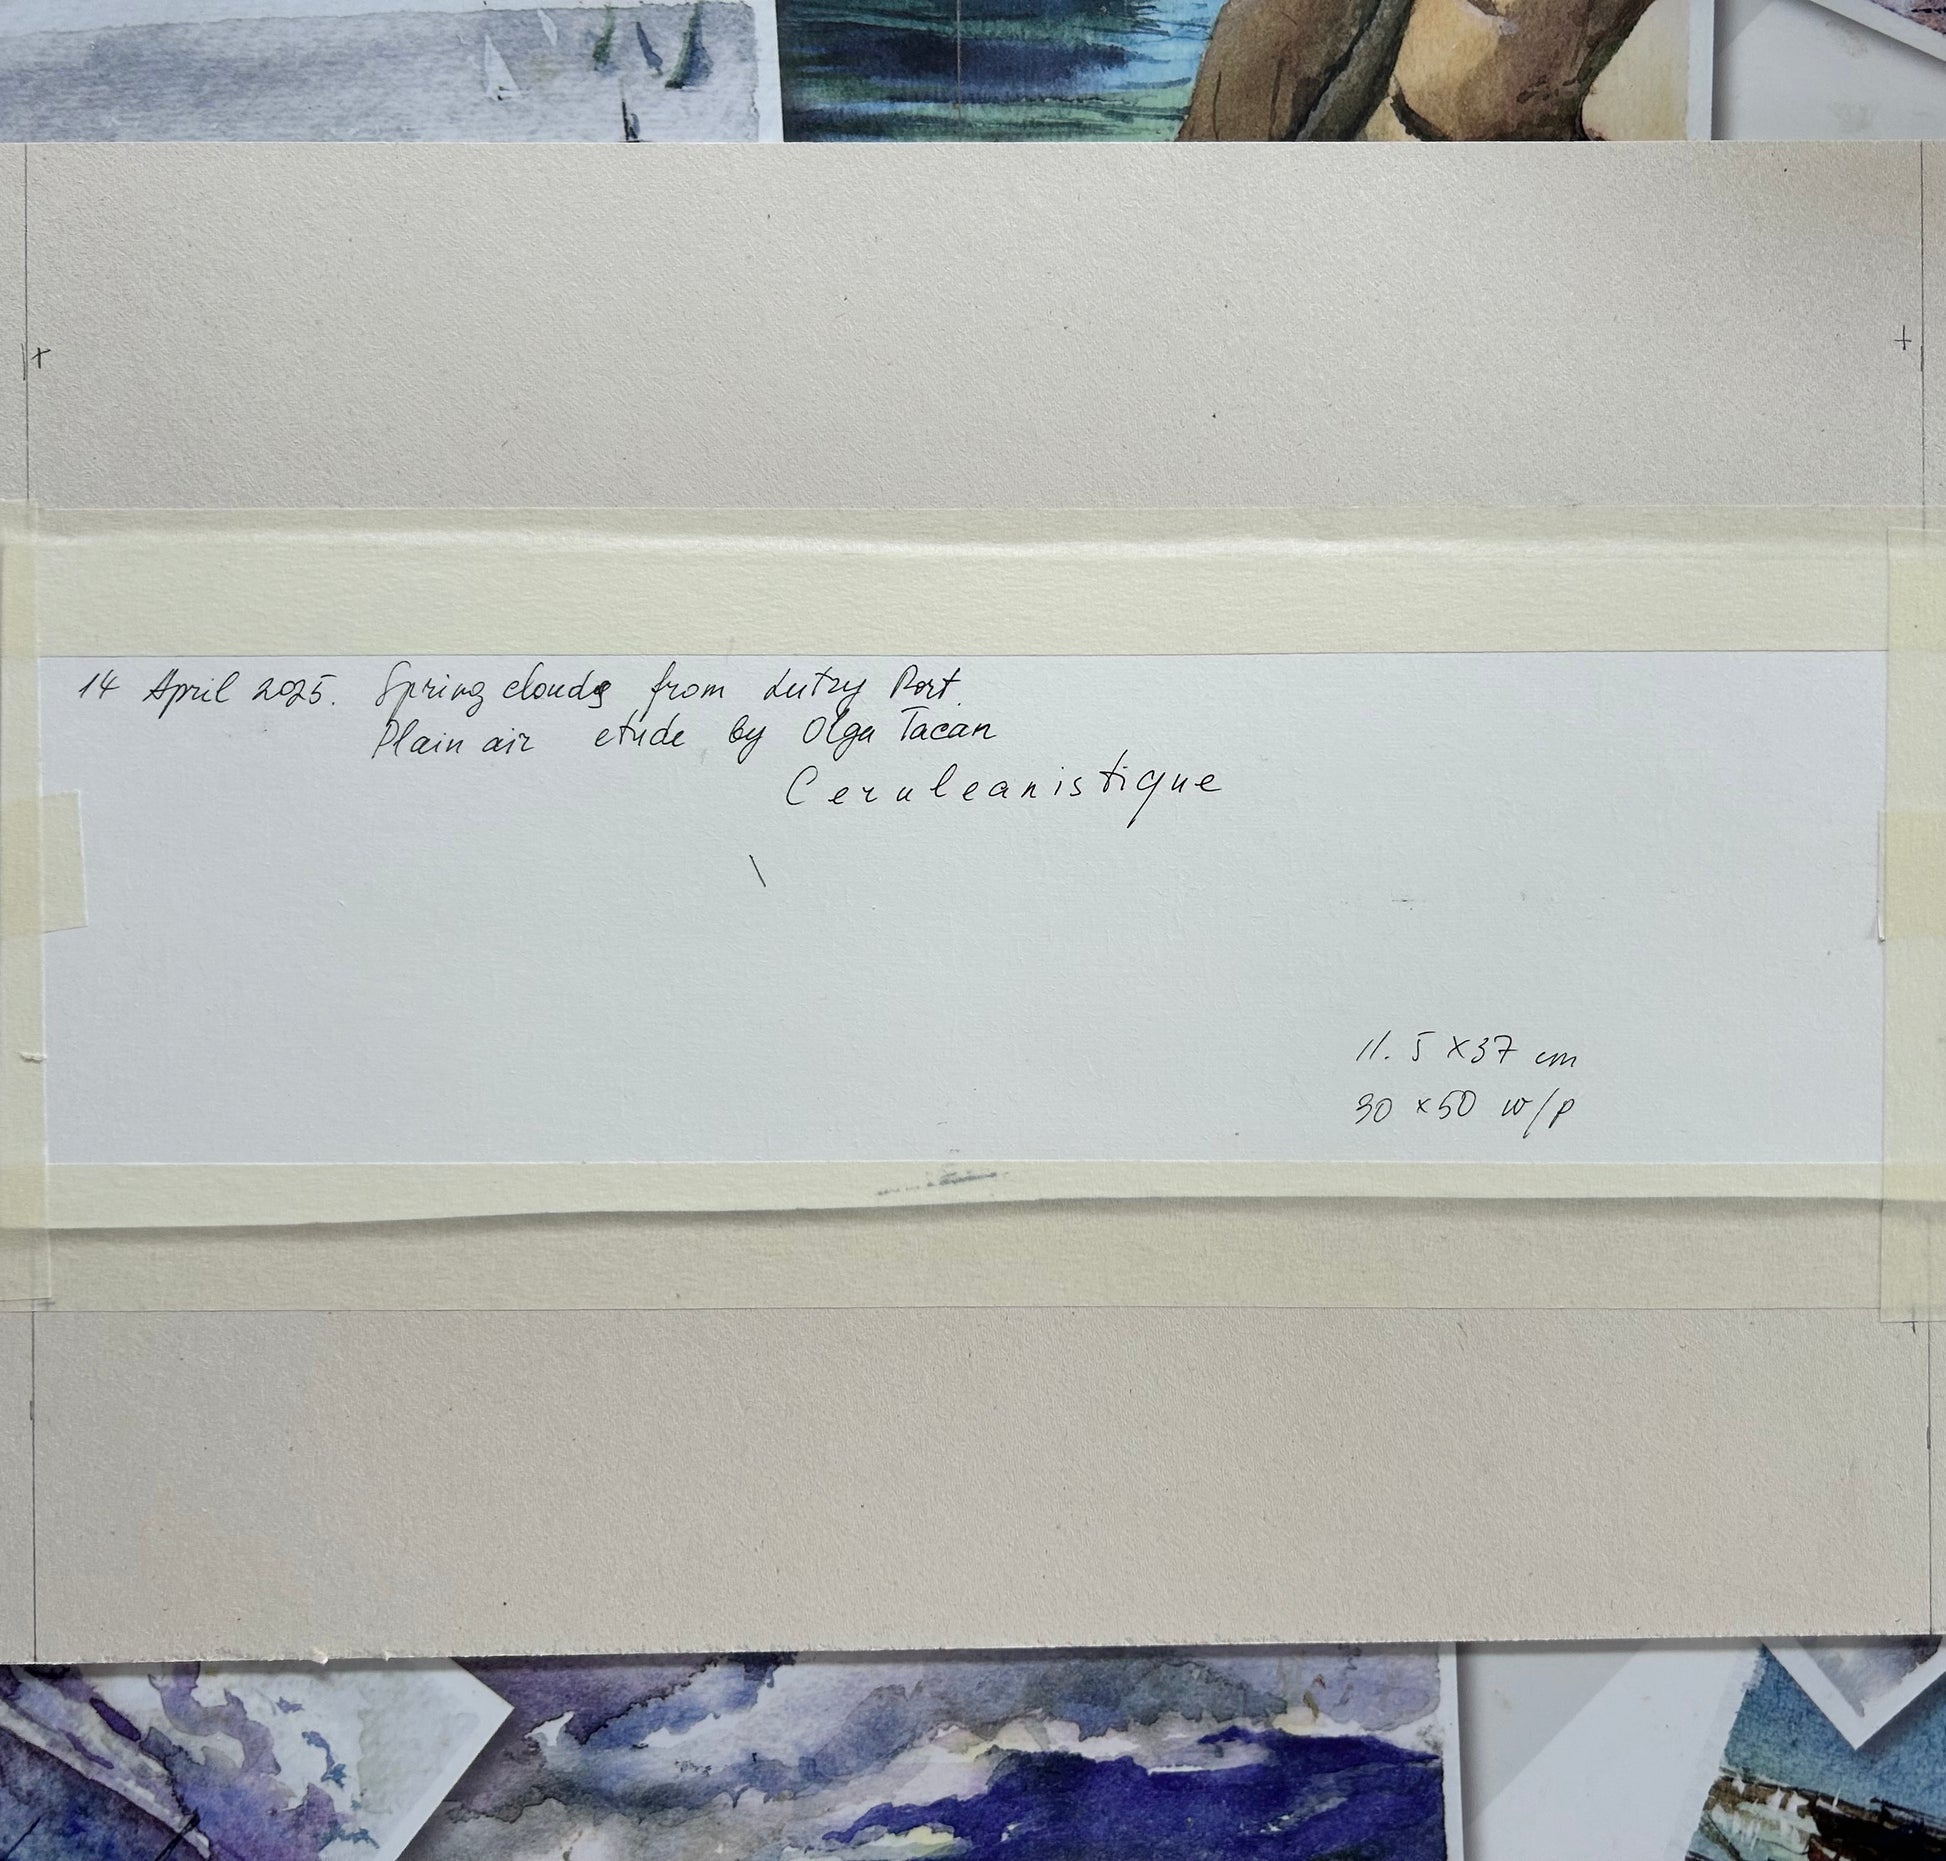 14 April 2025. Spring clouds from Lutry Port.
Plain air etude by Olga Tacan
Ceruleanistique
11.5 x 37 cm
30 x 50 w/p